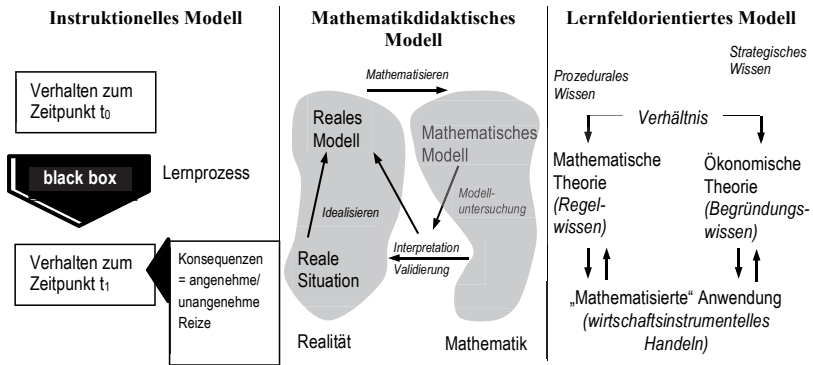 Instruktionelles Modell
Verhalten zum
Zeitpunkt t0
black box
Lernprozess
Verhalten zum
Zeitpunkt t1
Konsequenzen
= angenehme/
unangenehme
Reize
Mathematikdidaktisches
Modell
Mathematisieren
Reales
Modell
Mathematisches
Modell
Idealisieren
Modell-
untersuchung
Interpretation
Validierung
Reale
Situation
Realität
Mathematik
Lernfeldorientiertes Modell
Prozedurales
Wissen
Strategisches
Wissen
Verhältnis
Mathematische
Theorie
(Regel-
wissen)
Ökonomische
Theorie
(Begründungs-
wissen)
„Mathematisierte“ Anwendung
(wirtschaftsinstrumentelles
Handeln)